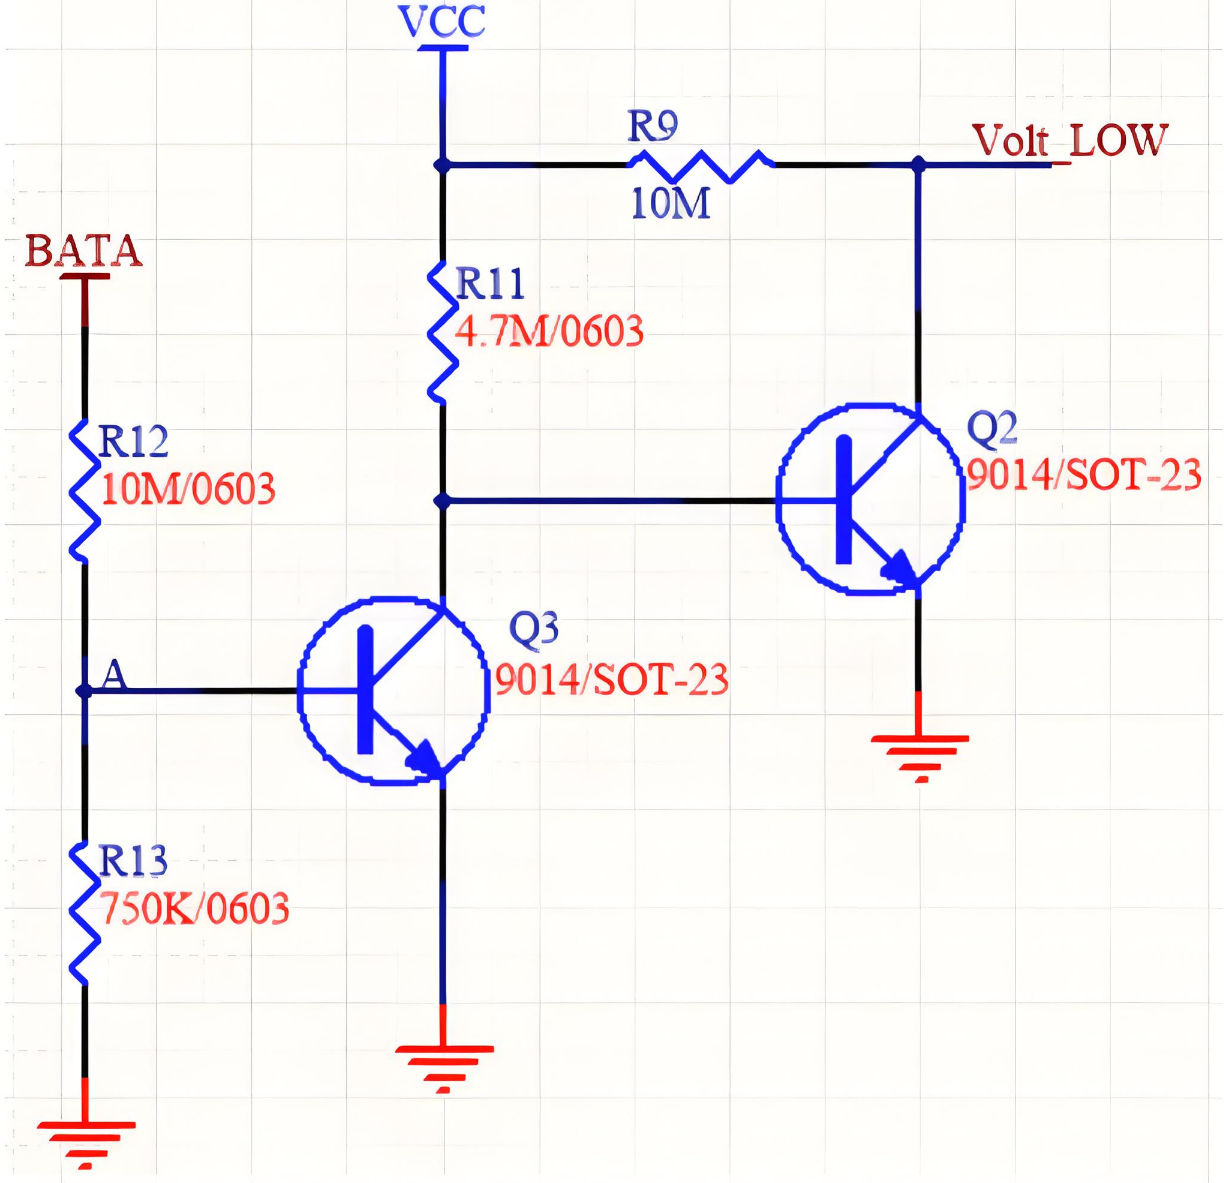 VCC
R9
Volt_LOW
10M
BATA
R11
4.7M/0603
Q2
R12
9014/SOT-23
10M/0603
Q3
A
9014/SOT-23
R13
750K/0603